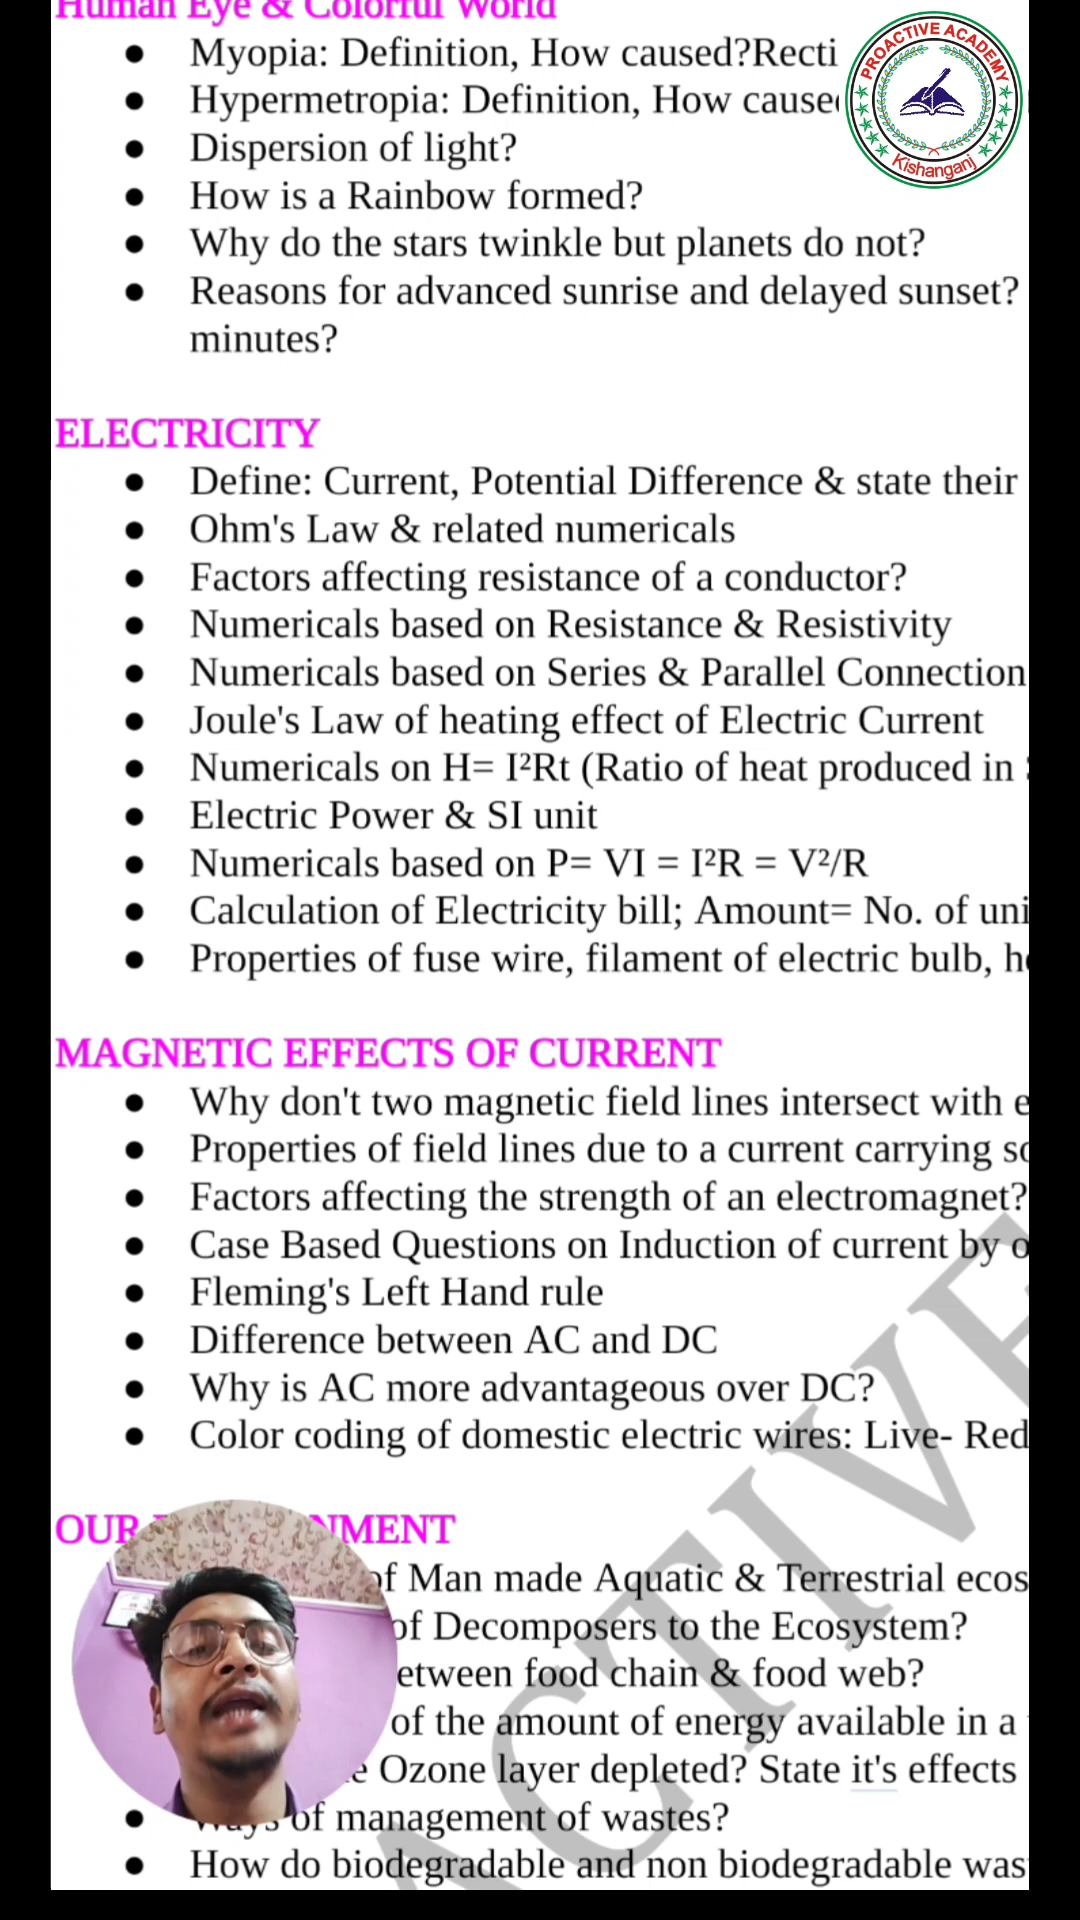 Human Eye & Colorful World
● Myopia: Definition, How caused?Recti
● Hypermetropia: Definition, How cause
● Dispersion of light?
● How is a Rainbow formed?
● Why do the stars twinkle but planets do not?
● Reasons for advanced sunrise and delayed sunset?
minutes?
PROACTIVE ACADEMY
Kishanganj
ELECTRICITY
● Define: Current, Potential Difference & state their
● Ohm's Law & related numericals
● Factors affecting resistance of a conductor?
● Numericals based on Resistance & Resistivity
● Numericals based on Series & Parallel Connection
● Joule's Law of heating effect of Electric Current
● Numericals on H= I²Rt (Ratio of heat produced in
● Electric Power & SI unit
● Numericals based on P= VI = I²R = V²/R
● Calculation of Electricity bill; Amount= No. of uni
● Properties of fuse wire, filament of electric bulb, h
MAGNETIC EFFECTS OF CURRENT
● Why don't two magnetic field lines intersect with e
● Properties of field lines due to a current carrying so
● Factors affecting the strength of an electromagnet?
● Case Based Questions on Induction of current by o
● Fleming's Left Hand rule
● Difference between AC and DC
● Why is AC more advantageous over DC?
● Color coding of domestic electric wires: Live- Red
OUR NMENT
of Man made Aquatic & Terrestrial ecos
of Decomposers to the Ecosystem?
etween food chain & food web?
of the amount of energy available in a
Ozone layer depleted? State it's effects
● Ways of management of wastes?
● How do biodegradable and non biodegradable was
ACTIVE